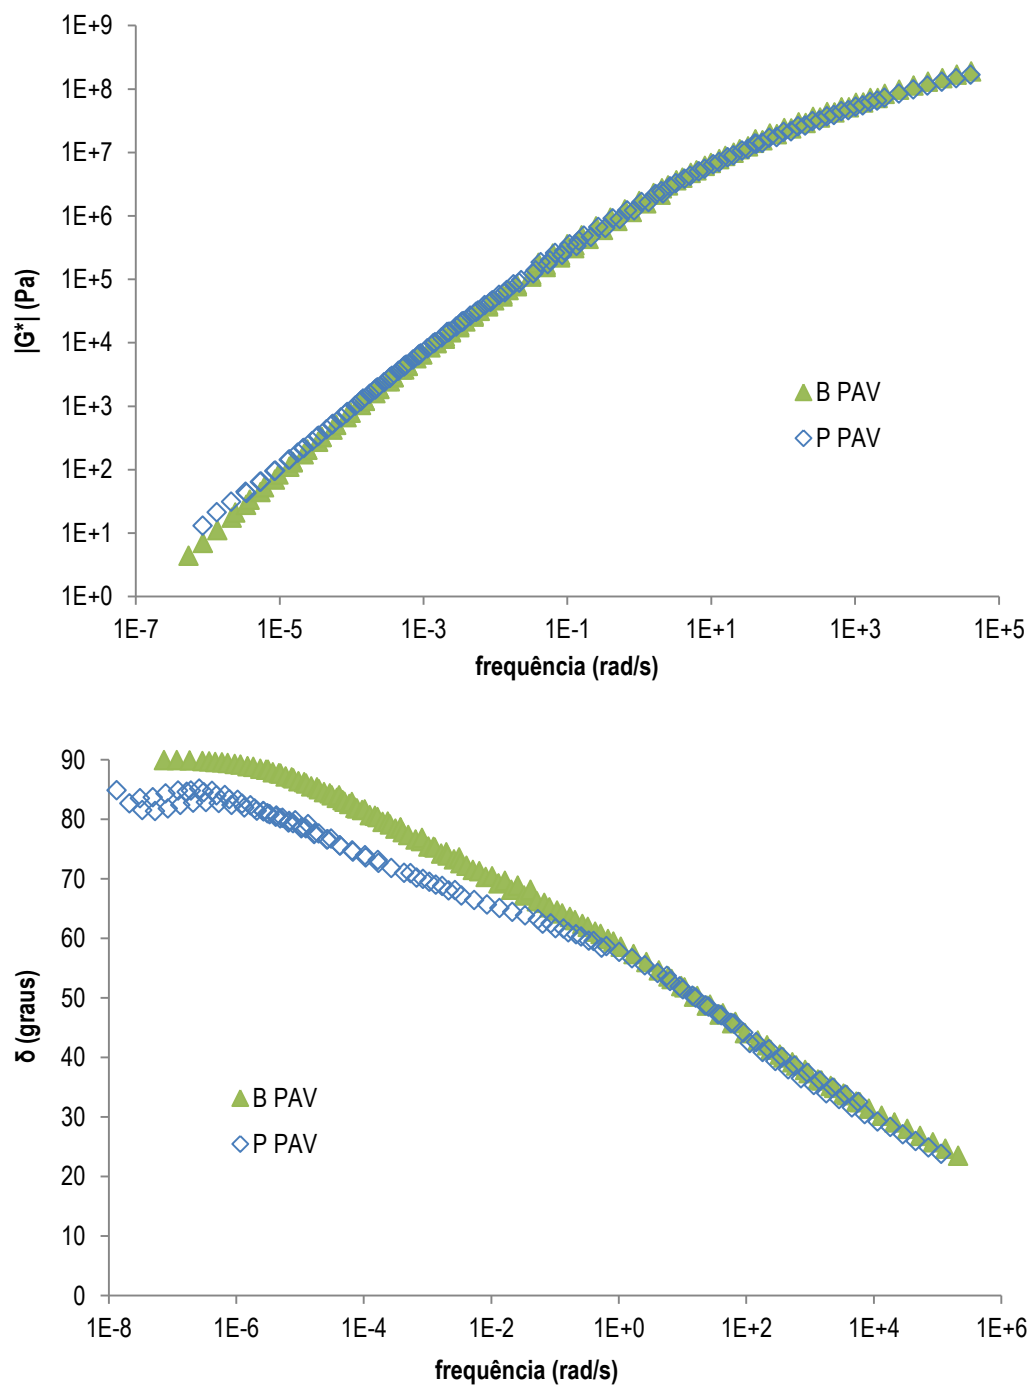 1E+9
1E+8
1E+7
1E+6
1E+5
1E+4
1E+3
1E+2
1E+1
1E+0
|G*| (Pa)
B PAV
P PAV
1E-7 1E-5 1E-3 1E-1 1E+1 1E+3 1E+5
frequência (rad/s)
90
80
70
60
50
40
30
20
10
0
δ (graus)
B PAV
P PAV
1E-8 1E-6 1E-4 1E-2 1E+0 1E+2 1E+4 1E+6
frequência (rad/s)